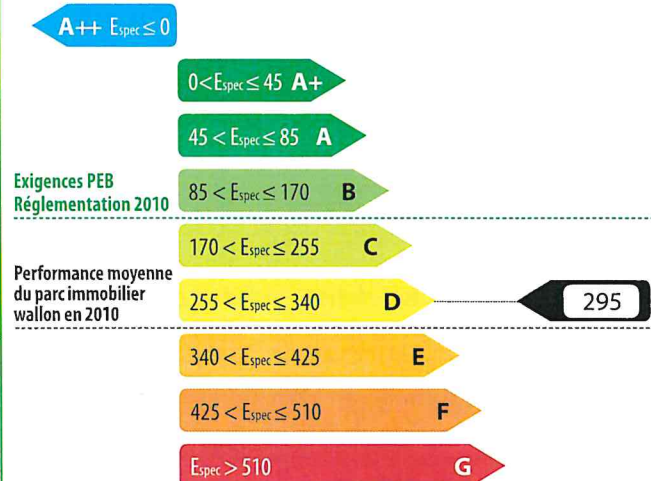 A++ Espec ≤ 0
0 < Espec ≤ 45 A+
45 < Espec ≤ 85 A
Exigences PEB
Réglementation 2010
85 < Espec ≤ 170 B
170 < Espec ≤ 255 C
Performance moyenne
du parc immobilier
wallon en 2010
255 < Espec ≤ 340 D
295
340 < Espec ≤ 425 E
425 < Espec ≤ 510 F
Espec > 510 G